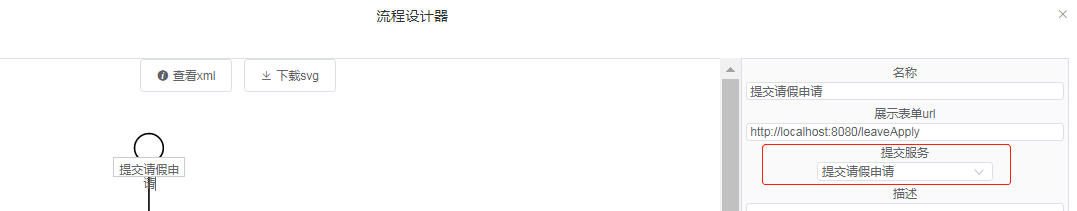 流程设计器
查看xml
下载svg
提交请假申
请
名称
提交请假申请
展示表单url
http://localhost:8080/leaveApply
提交服务
提交请假申请
描述